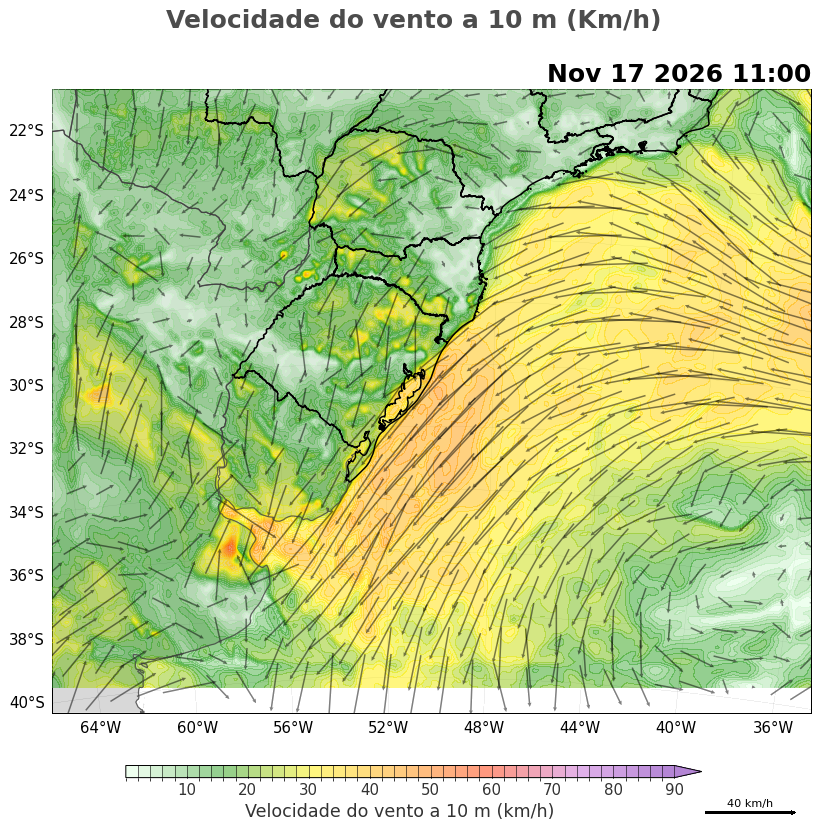 Velocidade do vento a 10 m (Km/h)
Nov 17 2026 11:00
22°S
24°S
26°S
28°S
30°S
32°S
34°S
36°S
38°S
40°S
64°W 60°W 56°W 52°W 48°W 44°W 40°W 36°W
10 20 30 40 50 60 70 80 90
Velocidade do vento a 10 m (km/h)
40 km/h